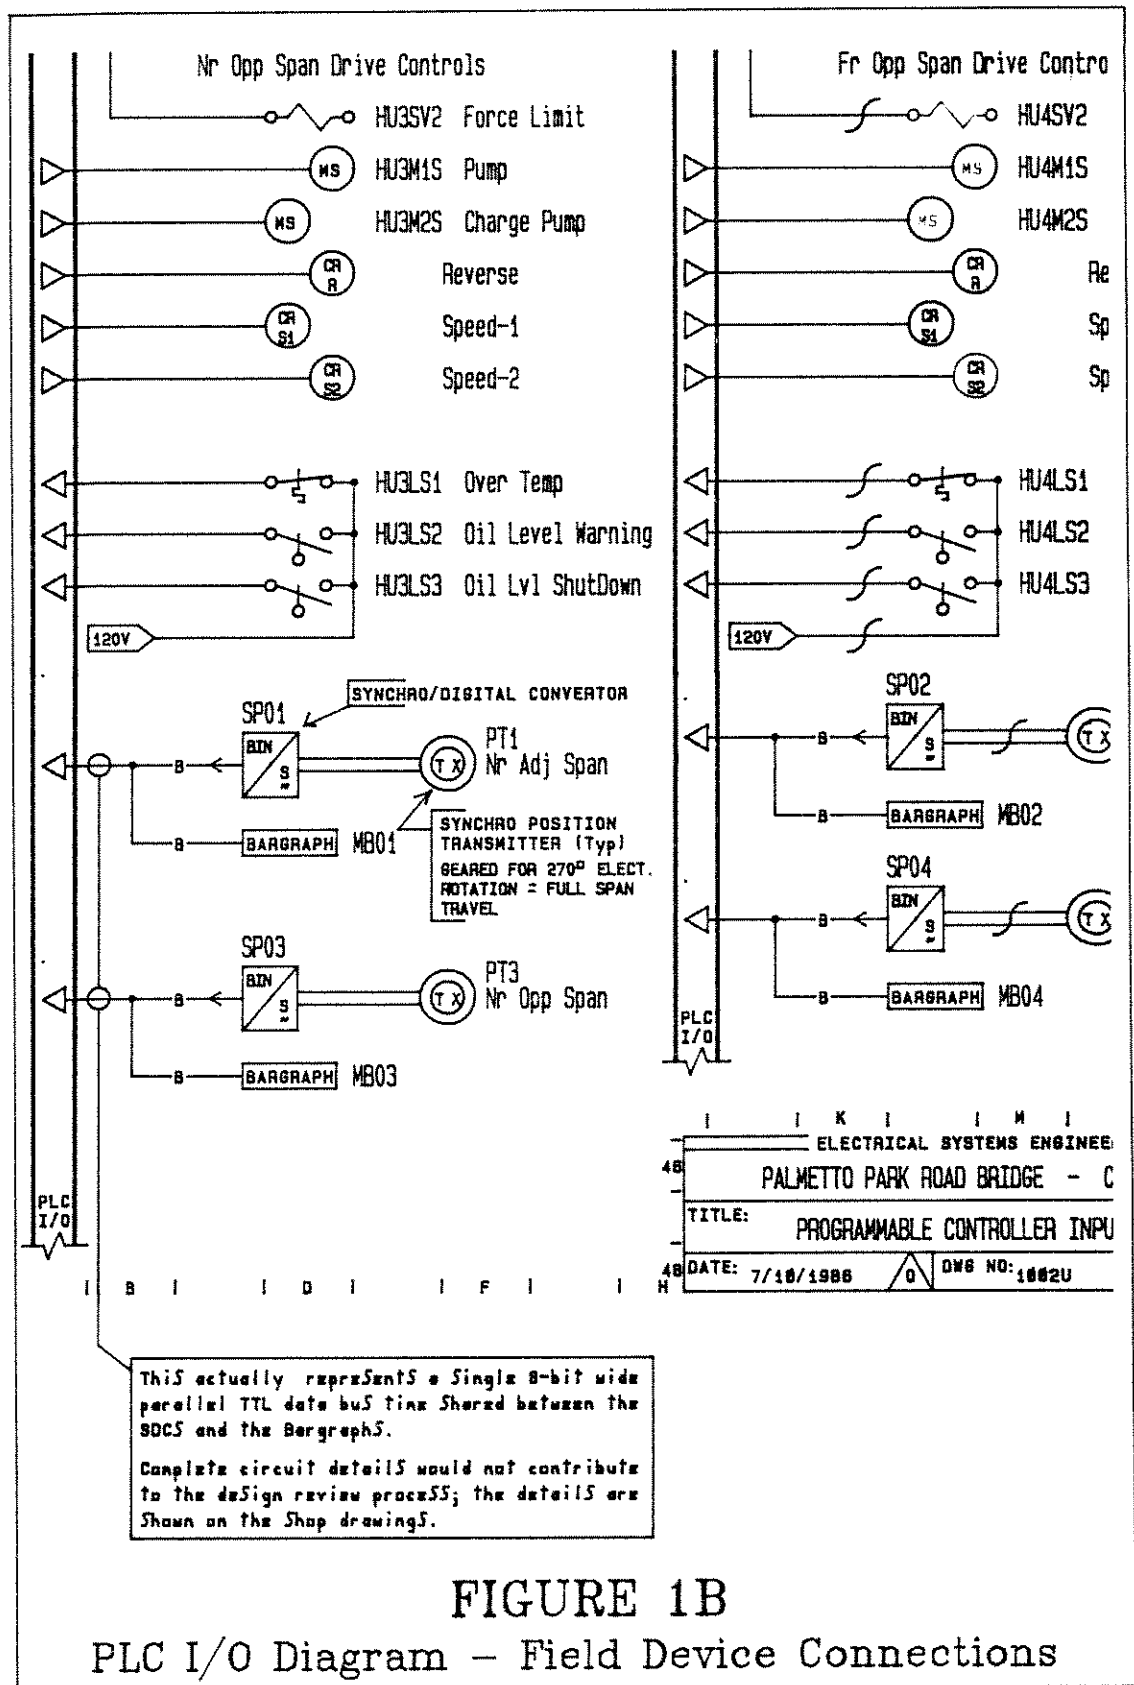 Nr Opp Span Drive Controls
HU3SV2 Force Limit
MS HU3M1S Pump
MS HU3M2S Charge Pump
CR R Reverse
CR S1 Speed-1
CR S2 Speed-2
HU3LS1 Over Temp
HU3LS2 Oil Level Warning
HU3LS3 Oil Lvl ShutDown
120V
SYNCHRO/DIGITAL CONVERTOR
SP01
BIN
S
B
TX
PT1
Nr Adj Span
B
BARGRAPH MB01
SYNCHRO POSITION
TRANSMITTER (Typ)
GEARED FOR 270° ELECT.
ROTATION = FULL SPAN
TRAVEL
SP03
BIN
S
B
TX
PT3
Nr Opp Span
B
BARGRAPH MB03
PLC
I/O
B D F H
Fr Opp Span Drive Contro
HU4SV2
MS HU4M1S
MS HU4M2S
CR R Re
CR S1 Sp
CR S2 Sp
HU4LS1
HU4LS2
HU4LS3
120V
SP02
BIN
S
B
TX
B
BARGRAPH MB02
SP04
BIN
S
B
TX
B
BARGRAPH MB04
PLC
I/O
K M
46
48
ELECTRICAL SYSTEMS ENGINEE
PALMETTO PARK ROAD BRIDGE - C
TITLE:
PROGRAMMABLE CONTROLLER INPU
DATE: 7/18/1986 0 DWG NO: 1002U
This actually represents a Single 8-bit wide
parallel TTL data bus time Shared between the
SDCS and the Bargraphs.
Complete circuit details would not contribute
to the design review process; the details are
Shown on the Shop drawings.
FIGURE 1B
PLC I/O Diagram – Field Device Connections